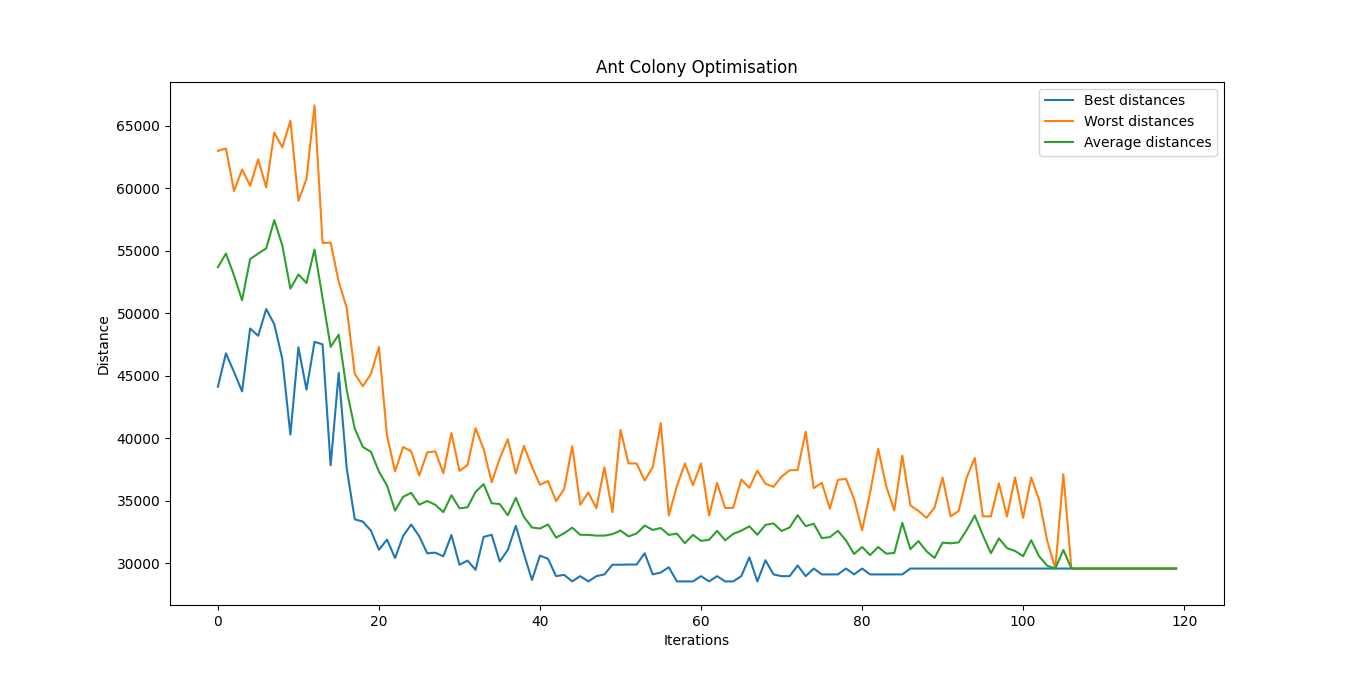 Ant Colony Optimisation
Best distances
Worst distances
Average distances
65000
60000
55000
50000
45000
40000
35000
30000
Distance
0 20 40 60 80 100 120
Iterations